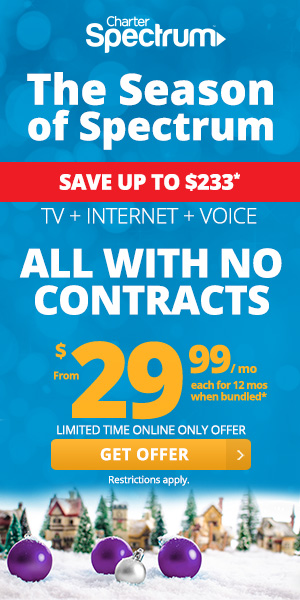 Charter
Spectrum
The Season
of Spectrum
SAVE UP TO $233*
TV + INTERNET + VOICE
ALL WITH NO
CONTRACTS
From $29.99/mo
each for 12 mos
when bundled*
LIMITED TIME ONLINE ONLY OFFER
GET OFFER >
Restrictions apply.